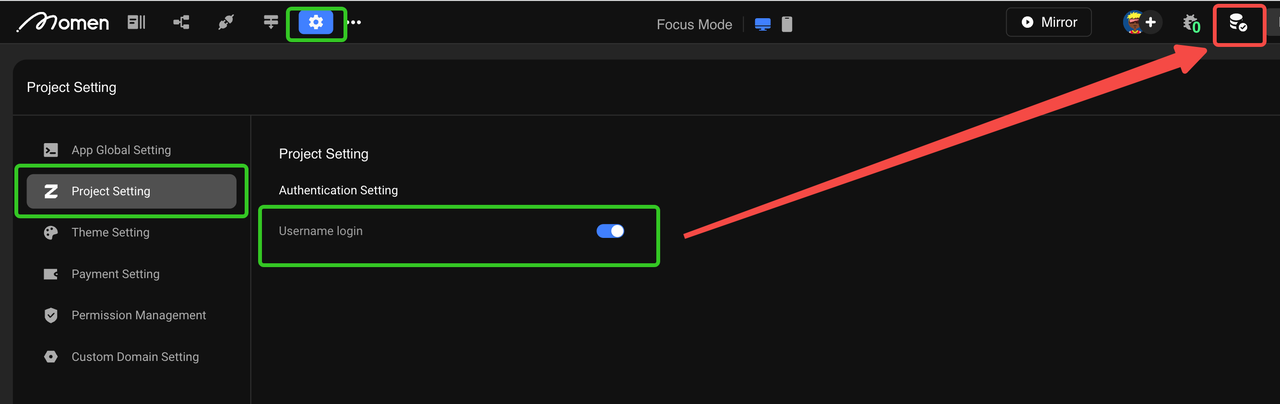 Momen
Focus Mode
Mirror
0
Project Setting
App Global Setting
Project Setting
Theme Setting
Payment Setting
Permission Management
Custom Domain Setting
Project Setting
Authentication Setting
Username login